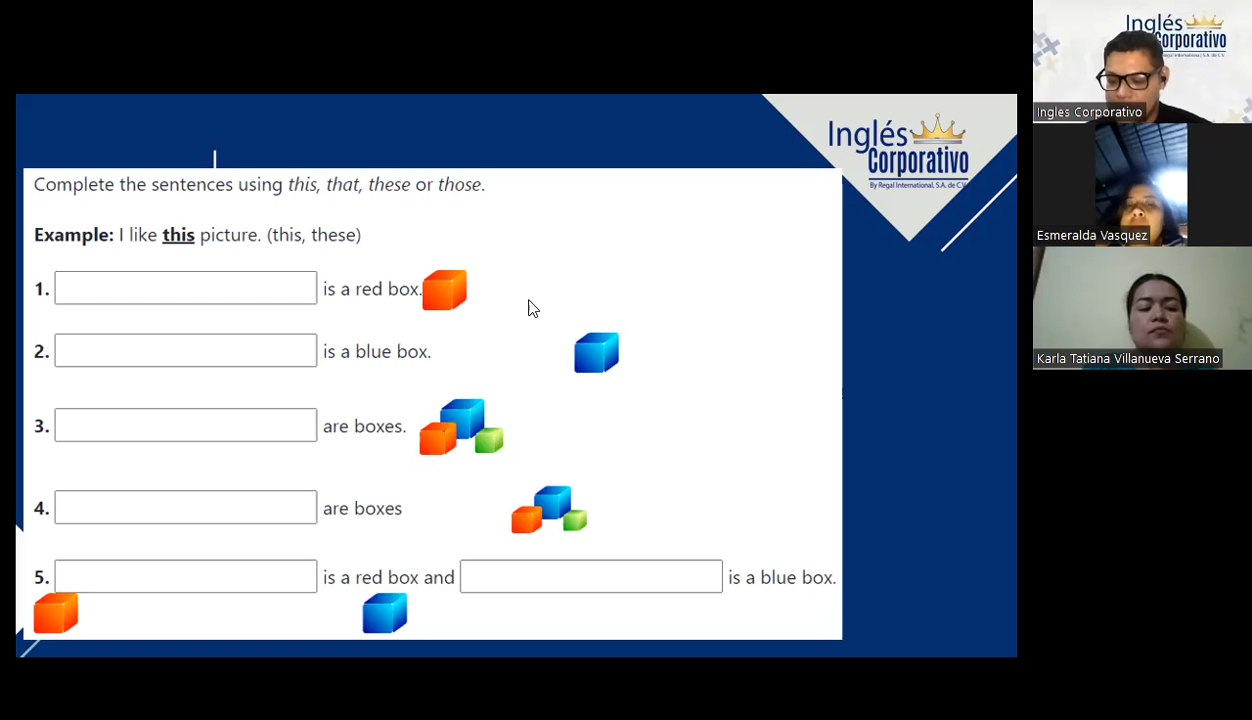 Inglés
Corporativo
By Regal International, S.A. de C.V.
Complete the sentences using this, that, these or those.
Example: I like this picture. (this, these)
1. is a red box.
2. is a blue box.
3. are boxes.
4. are boxes
5. is a red box and is a blue box.
Inglés
Corporativo
Ingles Corporativo
Esmeralda Vasquez
Karla Tatiana Villanueva Serrano